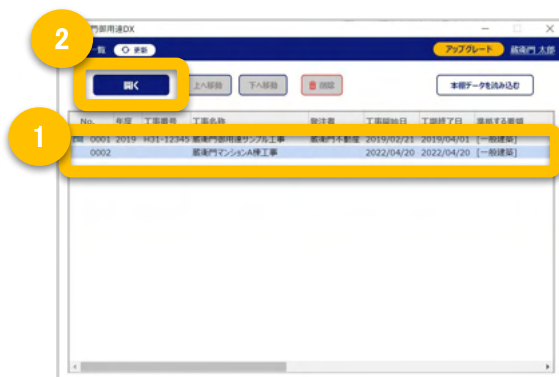 2
門御用達DX
一覧 更新 アップグレード 蔵衛門 太郎
開く 上へ移動 下へ移動 削除 本棚データを読み込む
1
No. 年度 工事番号 工事名称 発注者 工事開始日 工期終了日 準拠する要領
0001 2019 H31-12345 蔵衛門御用達サンプル工事 蔵衛門不動産 2019/02/21 2019/04/01 [一般建築]
0002 蔵衛門マンションA棟工事 2022/04/20 2022/04/20 [一般建築]